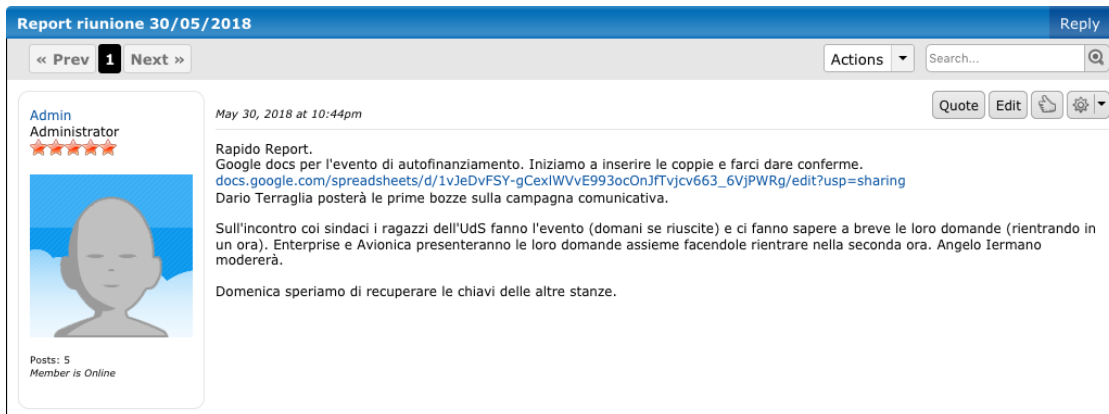 Report riunione 30/05/2018
Reply
« Prev 1 Next »
Actions
Search...
Admin
Administrator
May 30, 2018 at 10:44pm
Quote Edit
Rapido Report.
Google docs per l'evento di autofinanziamento. Iniziamo a inserire le coppie e farci dare conferme.
docs.google.com/spreadsheets/d/1vJeDvFSY-gCexlWVvE993ocOnJfTvjcv663_6VjPWRg/edit?usp=sharing
Dario Terraglia posterà le prime bozze sulla campagna comunicativa.
Sull'incontro coi sindaci i ragazzi dell'UdS fanno l'evento (domani se riuscite) e ci fanno sapere a breve le loro domande (rientrando in
un ora). Enterprise e Avionica presenteranno le loro domande assieme facendole rientrare nella seconda ora. Angelo Iermano
modererà.
Domenica speriamo di recuperare le chiavi delle altre stanze.
Posts: 5
Member is Online